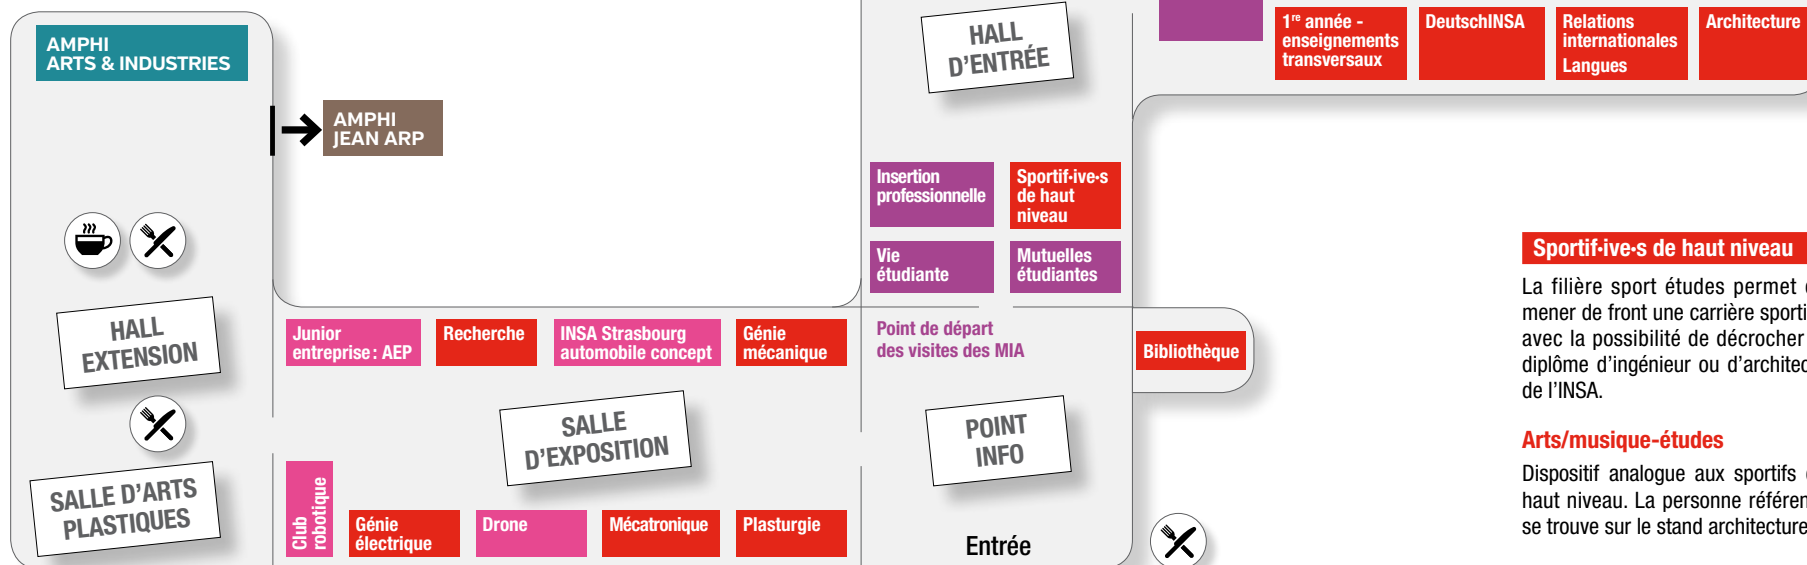 AMPHI
ARTS & INDUSTRIES
AMPHI
JEAN ARP
HALL
EXTENSION
SALLE D'ARTS
PLASTIQUES
Junior
entreprise : AEP
Recherche
INSA Strasbourg
automobile concept
Génie
mécanique
SALLE
D'EXPOSITION
Club
robotique
Génie
électrique
Drone
Mécatronique
Plasturgie
HALL
D'ENTRÉE
Insertion
professionnelle
Sportif·ive·s
de haut
niveau
Vie
étudiante
Mutuelles
étudiantes
Point de départ
des visites des MIA
Bibliothèque
POINT
INFO
Entrée
1re année -
enseignements
transversaux
DeutschINSA
Relations
internationales
Langues
Architecture
Sportif·ive·s de haut niveau
La filière sport études permet
mener de front une carrière
avec la possibilité de décrocher
diplôme d'ingénieur ou
de l'INSA.
Arts/musique-études
Dispositif analogue aux sportifs
haut niveau. La personne
se trouve sur le stand architecture